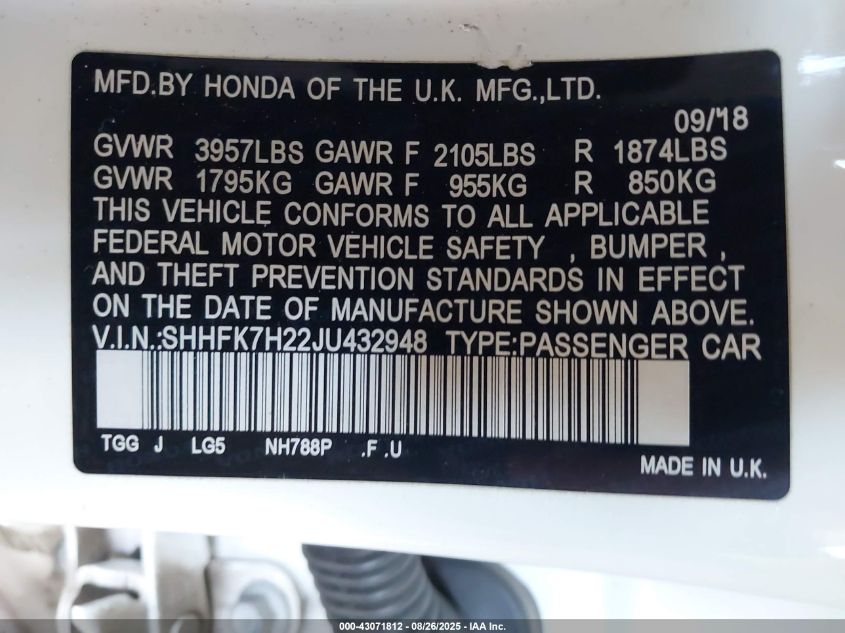 MFD.BY HONDA OF THE U.K. MFG.,LTD.
09/18
GVWR 3957LBS GAWR F 2105LBS R 1874LBS
GVWR 1795KG GAWR F 955KG R 850KG
THIS VEHICLE CONFORMS TO ALL APPLICABLE
FEDERAL MOTOR VEHICLE SAFETY , BUMPER ,
AND THEFT PREVENTION STANDARDS IN EFFECT
ON THE DATE OF MANUFACTURE SHOWN ABOVE.
V.I.N.:SHHFK7H22JU432948 TYPE:PASSENGER CAR
TGG J LG5 NH788P .F .U
MADE IN U.K.
000-43071812 - 08/26/2025 - IAA Inc.